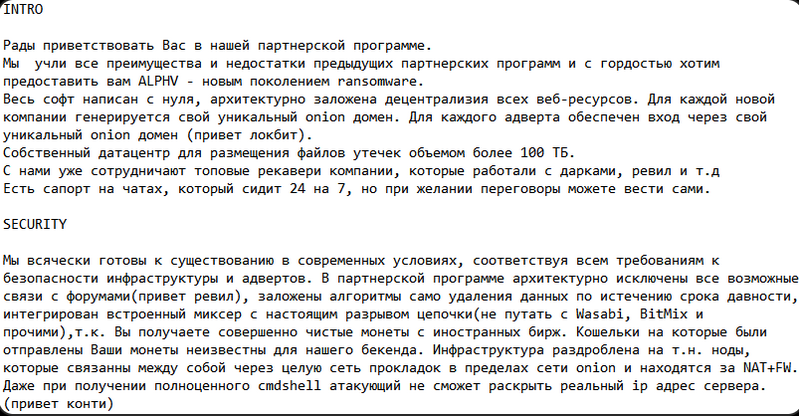 INTRO
Рады приветствовать Вас в нашей партнерской программе.
Мы  учли все преимущества и недостатки предыдущих партнерских программ и с гордостью хотим
предоставить вам ALPHV - новым поколением ransomware.
Весь софт написан с нуля, архитектурно заложена децентрализия всех веб-ресурсов. Для каждой новой
компании генерируется свой уникальный onion домен. Для каждого адверта обеспечен вход через свой
уникальный onion домен (привет локбит).
Собственный датацентр для размещения файлов утечек объемом более 100 ТБ.
С нами уже сотрудничают топовые рекавери компании, которые работали с дарками, ревил и т.д
Есть сапорт на чатах, который сидит 24 на 7, но при желании переговоры можете вести сами.
SECURITY
Мы всячески готовы к существованию в современных условиях, соответствуя всем требованиям к
безопасности инфраструктуры и адвертов. В партнерской программе архитектурно исключены все возможные
связи с форумами(привет ревил), заложены алгоритмы само удаления данных по истечению срока давности,
интегрирован встроенный миксер с настоящим разрывом цепочки(не путать с Wasabi, BitMix и
прочими),т.к. Вы получаете совершенно чистые монеты с иностранных бирж. Кошельки на которые были
отправлены Ваши монеты неизвестны для нашего бекенда. Инфраструктура раздроблена на т.н. ноды,
которые связанны между собой через целую сеть прокладок в пределах сети onion и находятся за NAT+FW.
Даже при получении полноценного cmdshell атакующий не сможет раскрыть реальный ip адрес сервера.
(привет конти)